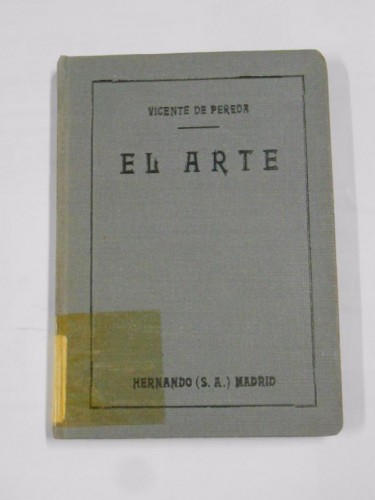 VICENTE DE PEREDA
EL ARTE
HERNANDO (S. A.) MADRID